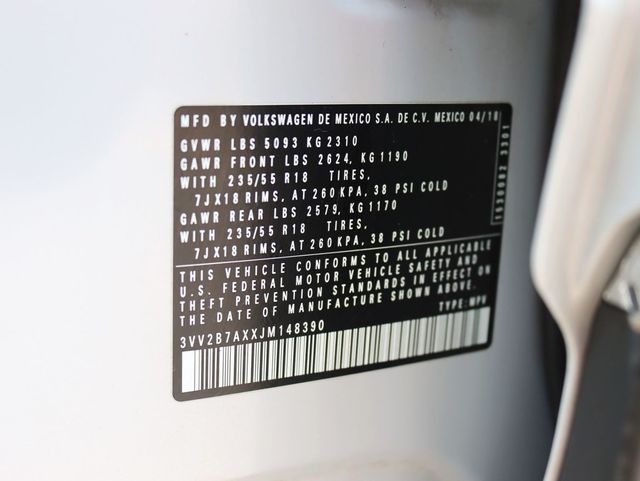 MFD BY VOLKSWAGEN DE MEXICO S.A. DE C.V. MEXICO 04/18
GVWR LBS 5093 KG 2310
GAWR FRONT LBS 2624, KG 1190
WITH 235/55 R18 TIRES,
7JX18 RIMS, AT 260 KPA, 38 PSI COLD
GAWR REAR LBS 2579, KG 1170
WITH 235/55 R18 TIRES,
7JX18 RIMS, AT 260 KPA, 38 PSI COLD
THIS VEHICLE CONFORMS TO ALL APPLICABLE
U.S. FEDERAL MOTOR VEHICLE SAFETY AND
THEFT PREVENTION STANDARDS IN EFFECT ON
THE DATE OF MANUFACTURE SHOWN ABOVE.
TYPE: MPV
3VV2B7AXXJM148390
3301